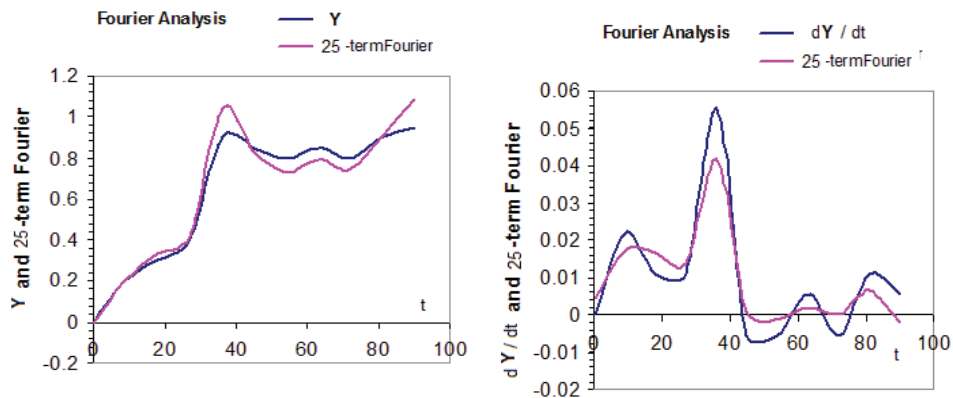 Fourier Analysis
Y
25 -termFourier
1.2
1
0.8
0.6
0.4
0.2
0
-0.2
0
20
40
60
80
100
t
Y and 25-term Fourier
Fourier Analysis
dY / dt
25 -termFourier
0.06
0.05
0.04
0.03
0.02
0.01
0
-0.01
-0.02
0
20
40
60
80
100
t
dY/dt and 25-term Fourier